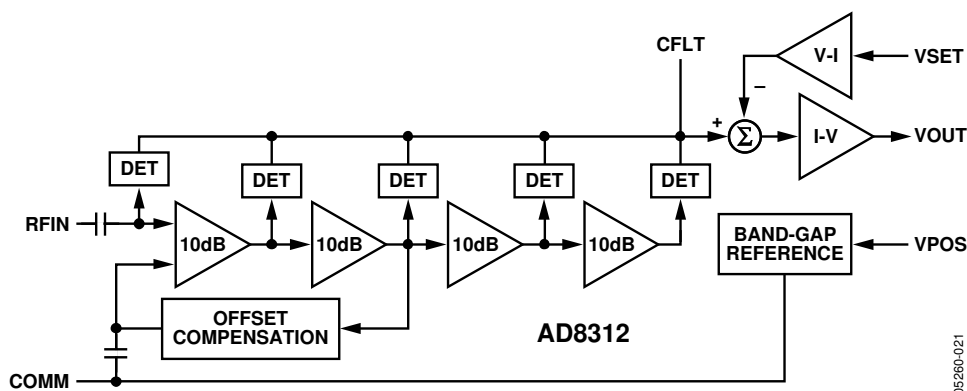 CFLT
V-I
VSET
–
+
Σ
I-V
VOUT
DET
DET
DET
DET
DET
RFIN
10dB
10dB
10dB
10dB
BAND-GAP
REFERENCE
VPOS
OFFSET
COMPENSATION
AD8312
COMM
05260-021